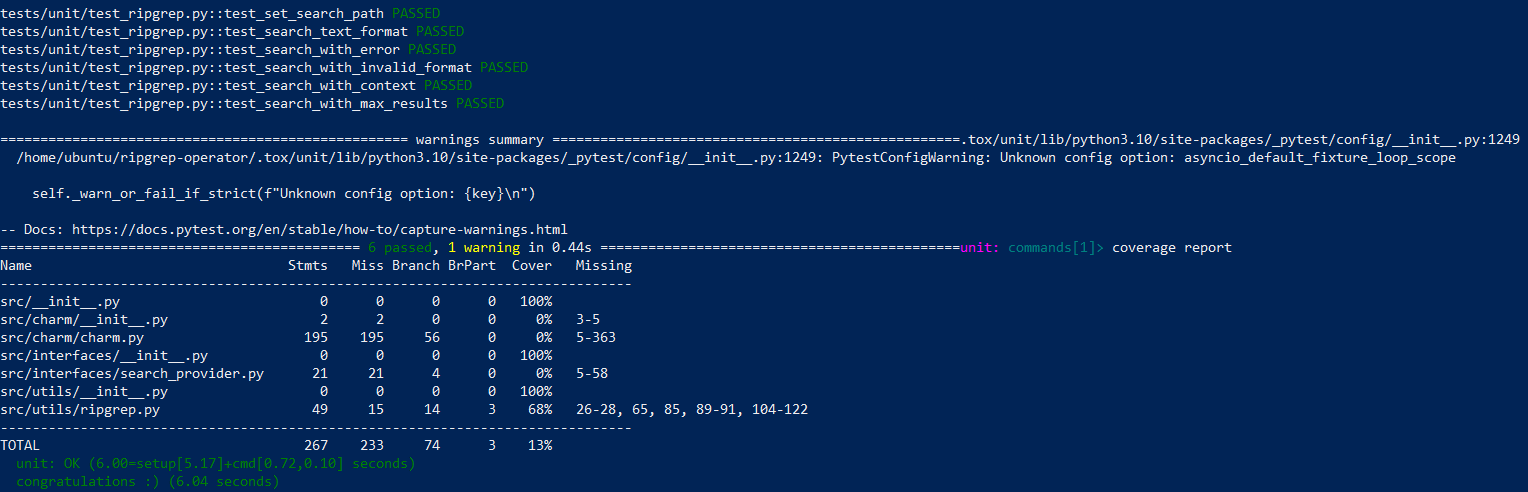 tests/unit/test_ripgrep.py::test_set_search_path PASSED
tests/unit/test_ripgrep.py::test_search_text_format PASSED
tests/unit/test_ripgrep.py::test_search_with_error PASSED
tests/unit/test_ripgrep.py::test_search_with_invalid_format PASSED
tests/unit/test_ripgrep.py::test_search_with_context PASSED
tests/unit/test_ripgrep.py::test_search_with_max_results PASSED
=================================================== warnings summary ===================================================.tox/unit/lib/python3.10/site-packages/_pytest/config/__init__.py:1249
  /home/ubuntu/ripgrep-operator/.tox/unit/lib/python3.10/site-packages/_pytest/config/__init__.py:1249: PytestConfigWarning: Unknown config option: asyncio_default_fixture_loop_scope
    self._warn_or_fail_if_strict(f"Unknown config option: {key}\n")
-- Docs: https://docs.pytest.org/en/stable/how-to/capture-warnings.html
============================================= 6 passed, 1 warning in 0.44s =============================================unit: commands[1]> coverage report
Name                                Stmts   Miss Branch BrPart  Cover   Missing
-------------------------------------------------------------------------------
src/__init__.py                         0      0      0      0   100%
src/charm/__init__.py                   2      2      0      0     0%   3-5
src/charm/charm.py                    195    195     56      0     0%   5-363
src/interfaces/__init__.py              0      0      0      0   100%
src/interfaces/search_provider.py      21     21      4      0     0%   5-58
src/utils/__init__.py                   0      0      0      0   100%
src/utils/ripgrep.py                   49     15     14      3    68%   26-28, 65, 85, 89-91, 104-122
-------------------------------------------------------------------------------
TOTAL                                 267    233     74      3    13%
  unit: OK (6.00=setup[5.17]+cmd[0.72,0.10] seconds)
  congratulations :) (6.04 seconds)